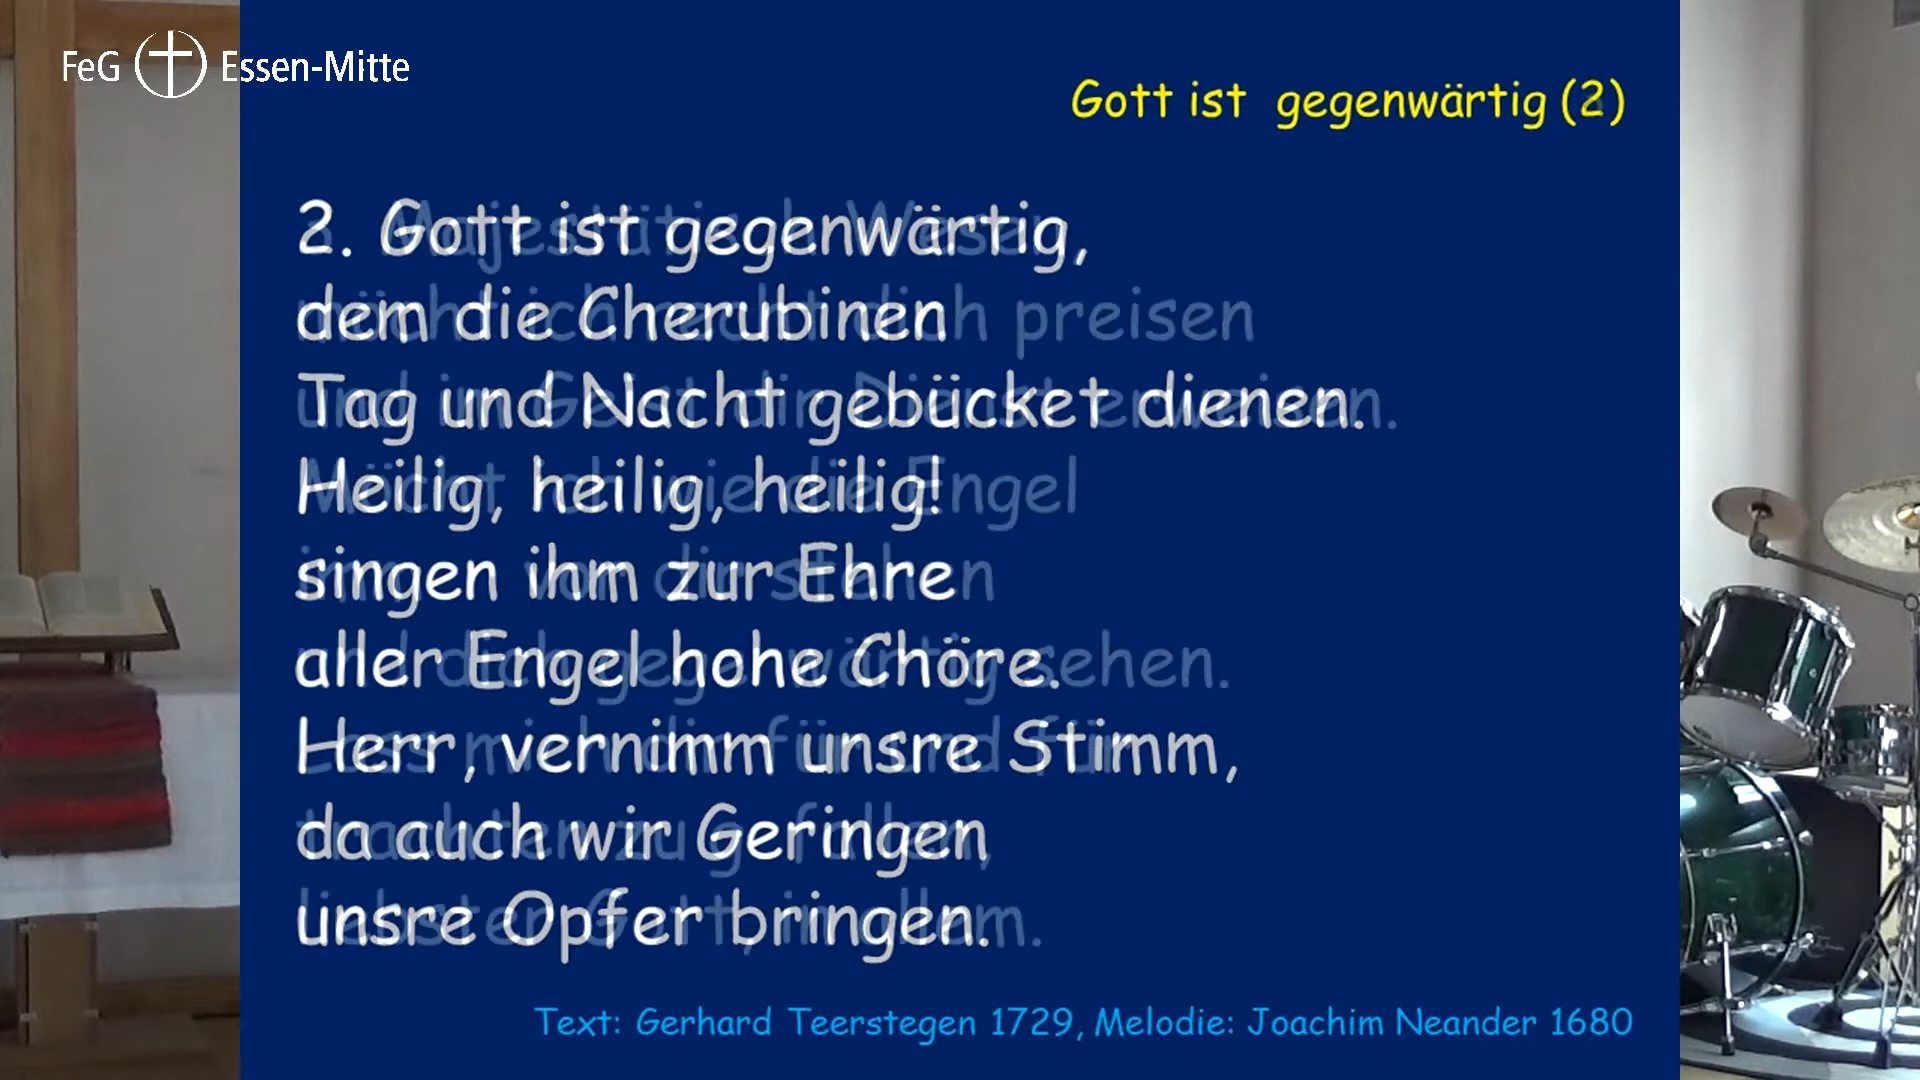 FeG Essen-Mitte
Gott ist gegenwärtig (2)
2. Gott ist gegenwärtig,
dem die Cherubinen
Tag und Nacht gebücket dienen.
Heilig, heilig, heilig!
singen ihm zur Ehre
aller Engel hohe Chöre.
Herr, vernimm unsre Stimm,
da auch wir Geringen
unsre Opfer bringen.
Text: Gerhard Teerstegen 1729, Melodie: Joachim Neander 1680